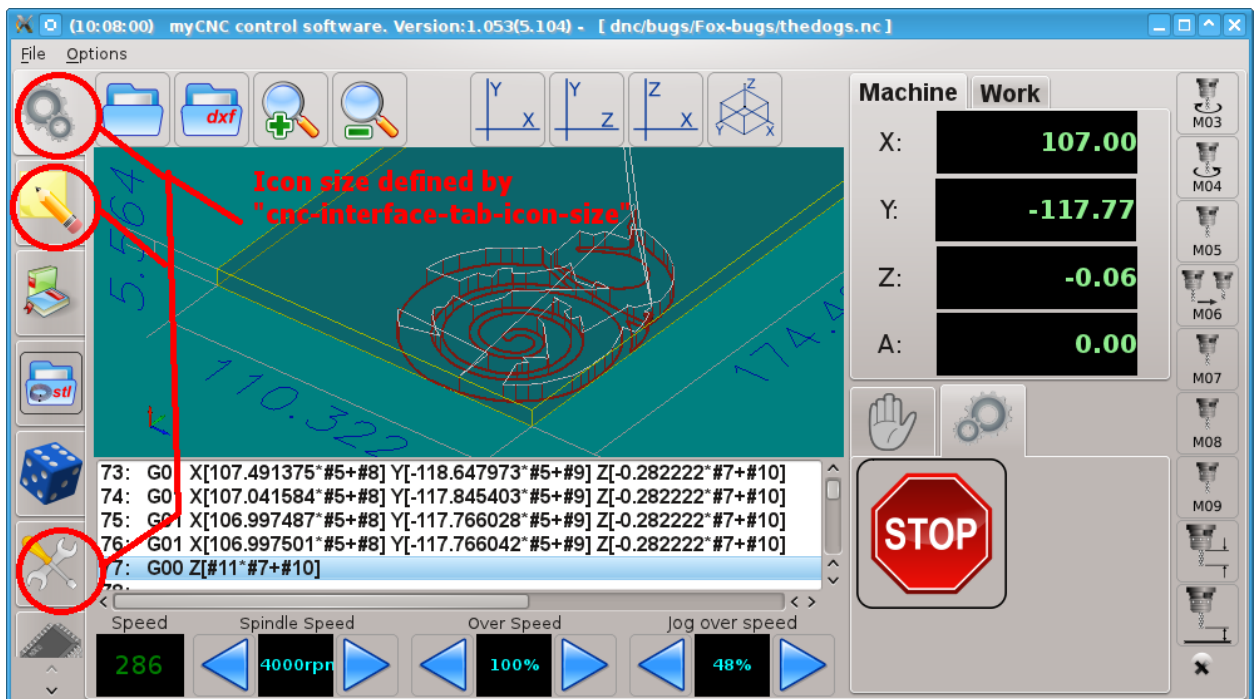 (10:08:00) myCNC control software. Version:1.053(5.104) - [ dnc/bugs/Fox-bugs/thedogs.nc ]
File Options
dxf
Y X
Y Z
Z X
Z Y X
Icon size defined by
"cnc-interface-tab-icon-size"
5.564
110.322
174.4
stl
73: G01 X[107.491375*#5+#8] Y[-118.647973*#5+#9] Z[-0.282222*#7+#10]
74: G01 X[107.041584*#5+#8] Y[-117.845403*#5+#9] Z[-0.282222*#7+#10]
75: G01 X[106.997487*#5+#8] Y[-117.766028*#5+#9] Z[-0.282222*#7+#10]
76: G01 X[106.997501*#5+#8] Y[-117.766042*#5+#9] Z[-0.282222*#7+#10]
77: G00 Z[#11*#7+#10]
78:
Speed Spindle Speed Over Speed Jog over speed
286 4000rpm 100% 48%
Machine Work
X: 107.00
Y: -117.77
Z: -0.06
A: 0.00
STOP
M03
M04
M05
M06
M07
M08
M09